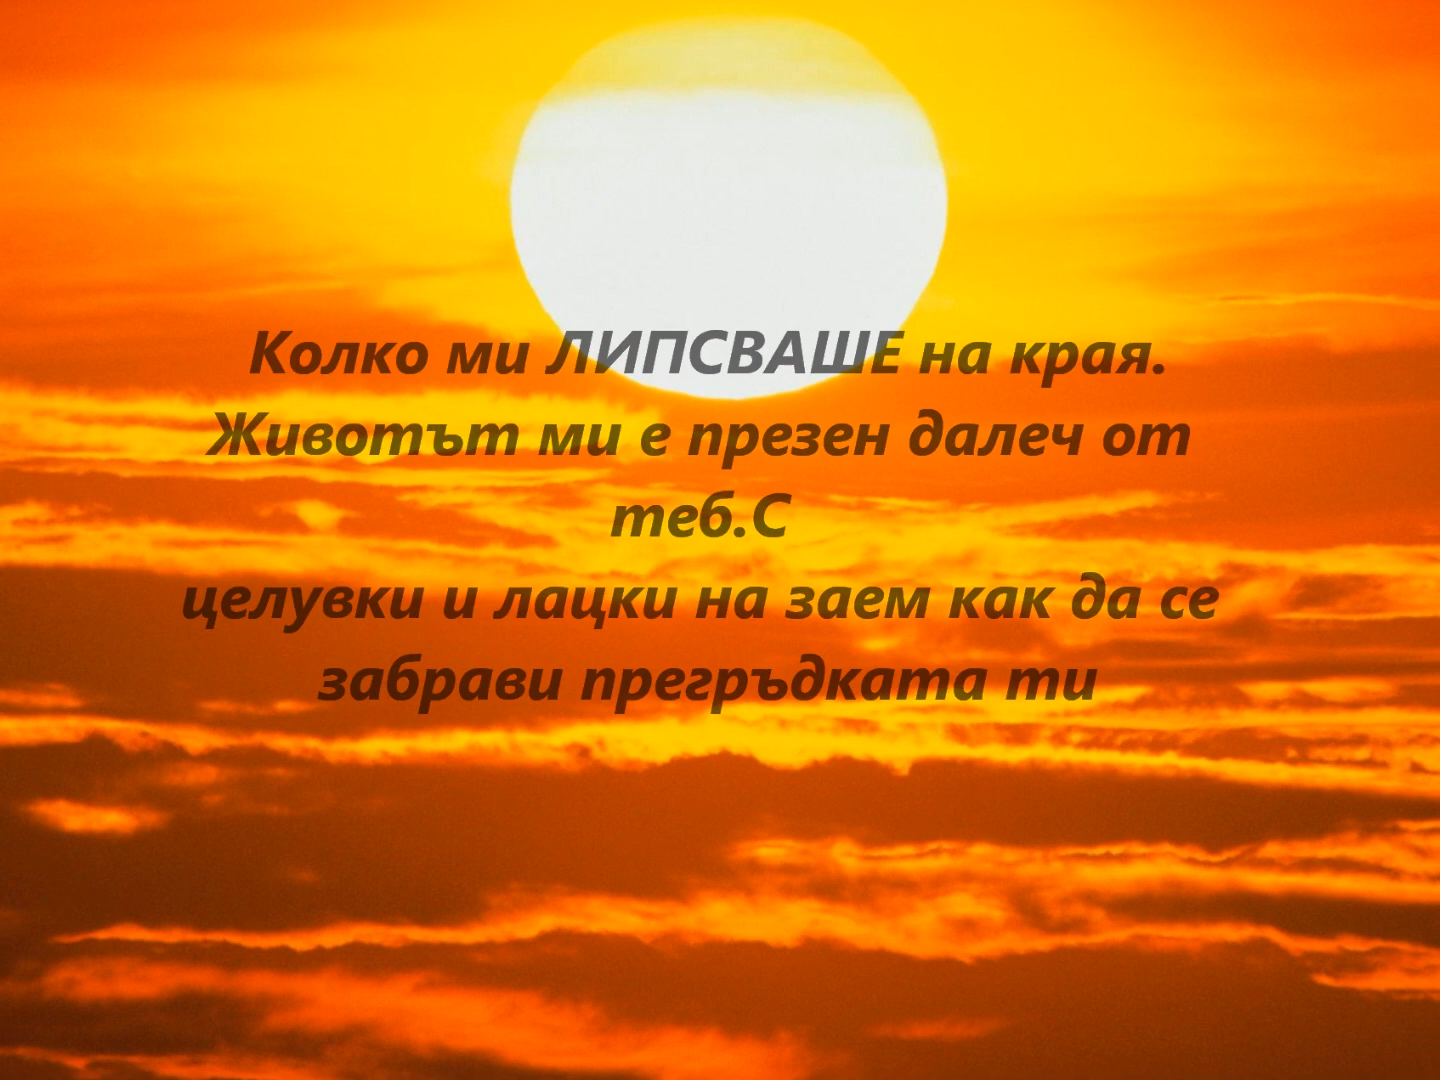 Колко ми ЛИПСВАШЕ на края.
Животът ми е презен далеч от
теб.С
целувки и лацки на заем как да се
забрави прегръдката ти